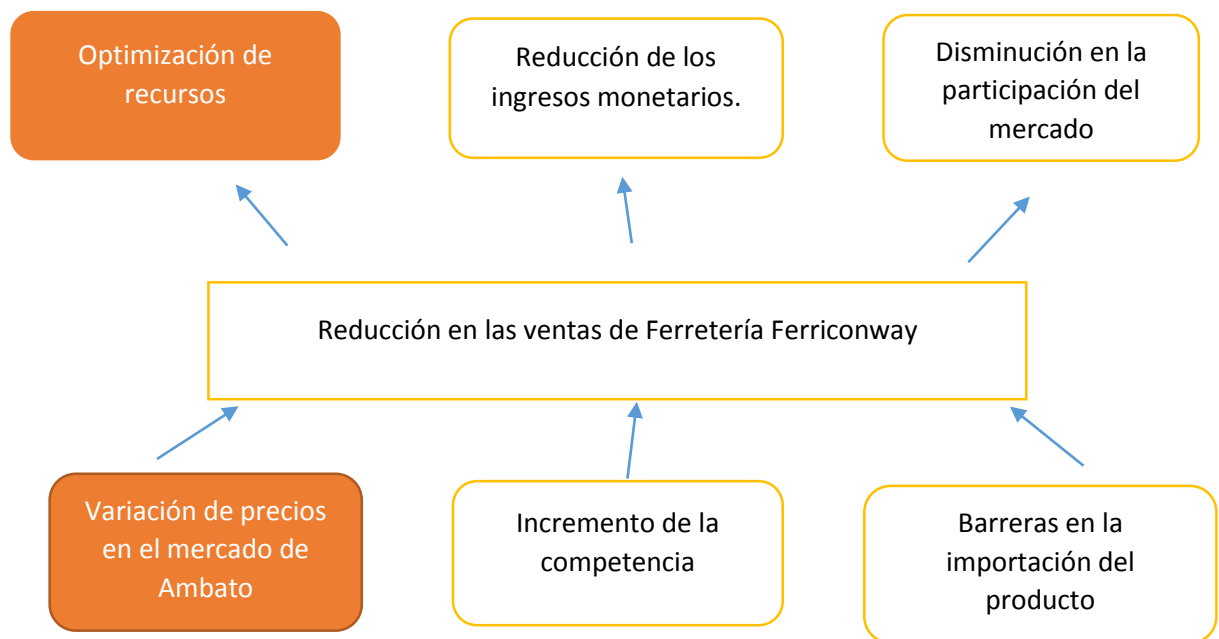 Optimización de
recursos
Reducción de los
ingresos monetarios.
Disminución en la
participación del
mercado
Reducción en las ventas de Ferretería Ferriconway
Variación de precios
en el mercado de
Ambato
Incremento de la
competencia
Barreras en la
importación del
producto